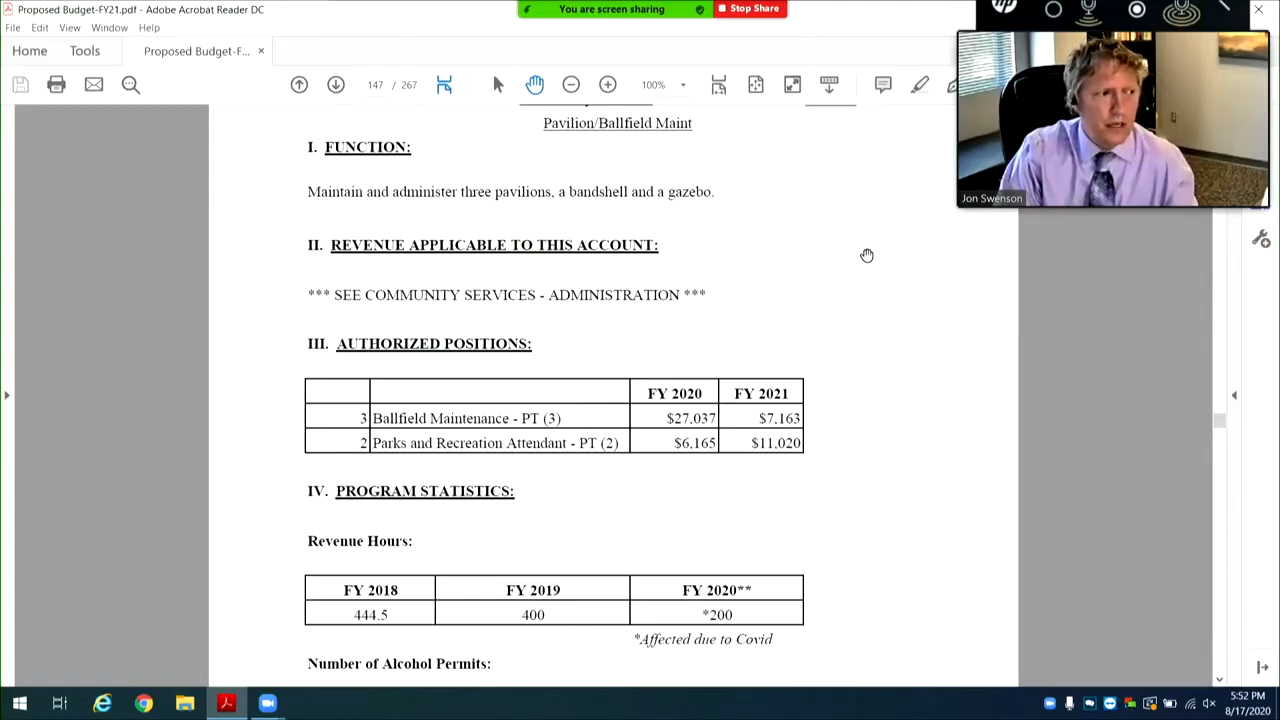 Proposed Budget-FY21.pdf - Adobe Acrobat Reader DC
You are screen sharing
Stop Share
File Edit View Window Help
Home Tools Proposed Budget-F... ×
147 / 267
100%
Pavilion/Ballfield Maint
I. FUNCTION:
Maintain and administer three pavilions, a bandshell and a gazebo.
Jon Swenson
II. REVENUE APPLICABLE TO THIS ACCOUNT:
*** SEE COMMUNITY SERVICES - ADMINISTRATION ***
III. AUTHORIZED POSITIONS:
FY 2020 FY 2021
3 Ballfield Maintenance - PT (3) $27,037 $7,163
2 Parks and Recreation Attendant - PT (2) $6,165 $11,020
IV. PROGRAM STATISTICS:
Revenue Hours:
FY 2018 FY 2019 FY 2020**
444.5 400 *200
*Affected due to Covid
Number of Alcohol Permits:
5:52 PM
8/17/2020